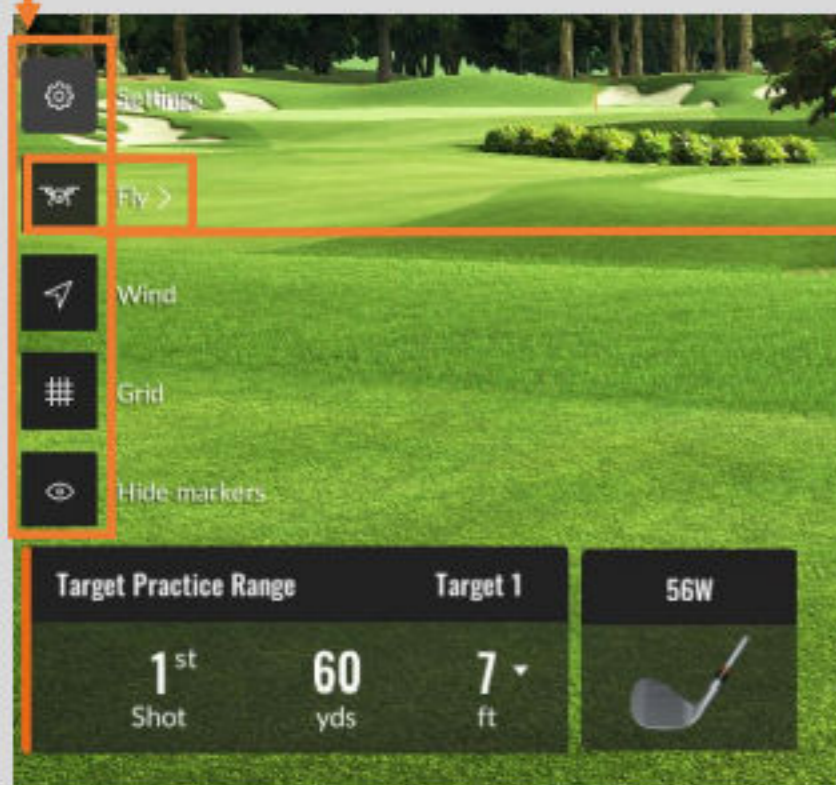 Settings
Fly >
Wind
Grid
Hide markers
Target Practice Range Target 1 56W
1st 60 7
Shot yds ft